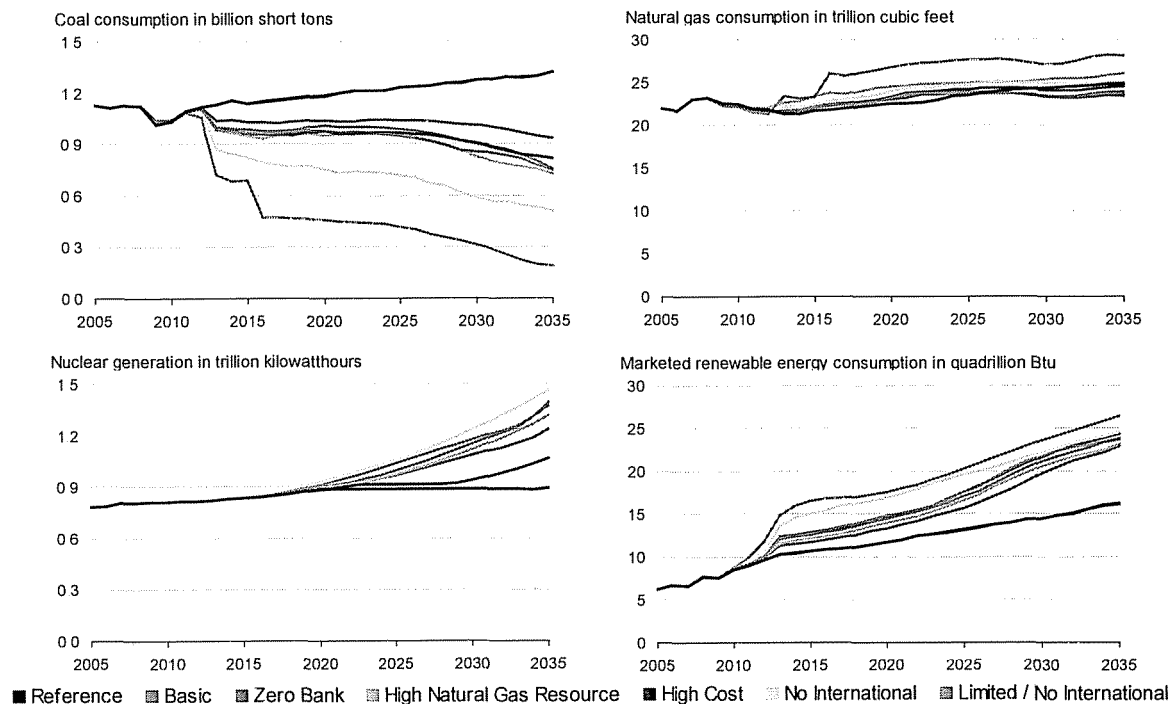 Coal consumption in billion short tons
1 5
1 2
0 9
0 6
0 3
0 0
2005 2010 2015 2020 2025 2030 2035
Natural gas consumption in trillion cubic feet
30
25
20
15
10
5
0
2005 2010 2015 2020 2025 2030 2035
Nuclear generation in trillion kilowatthours
1 5
1 2
0 9
0 6
0 3
0 0
2005 2010 2015 2020 2025 2030 2035
Marketed renewable energy consumption in quadrillion Btu
30
25
20
15
10
5
0
2005 2010 2015 2020 2025 2030 2035
Reference Basic Zero Bank High Natural Gas Resource High Cost No International Limited / No International